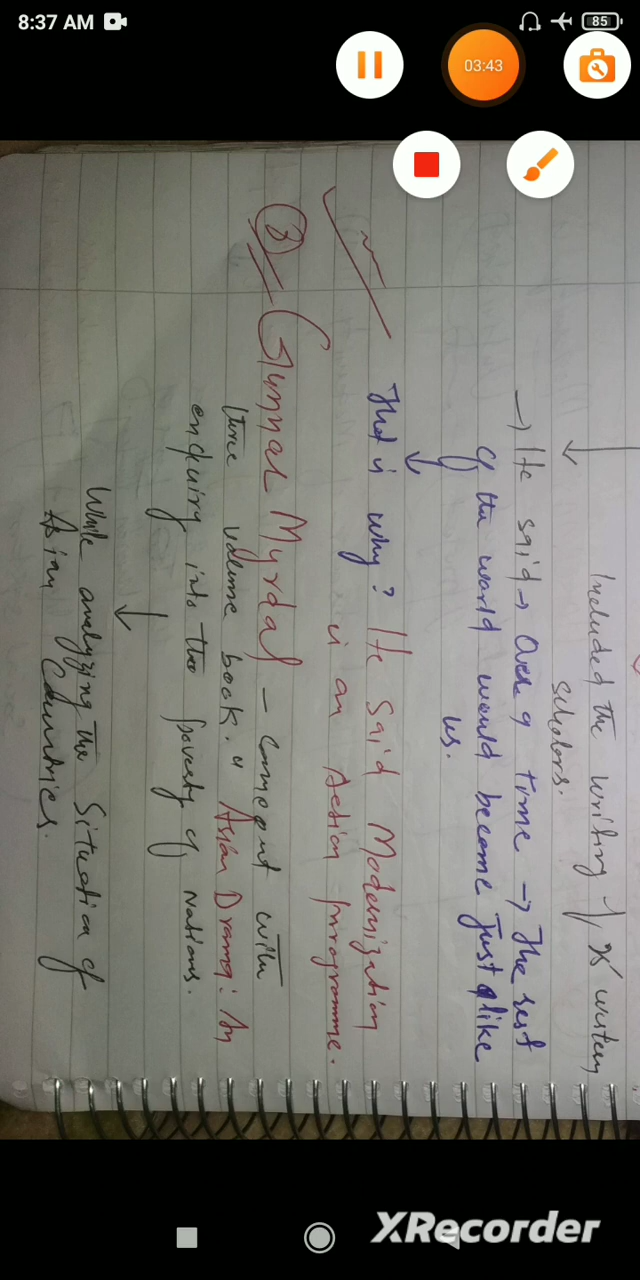 8:37 AM
85
03:43
Included the writing of 25 western
scholars.
→ He said → Over a time → The rest
of the world would become just like
us.
That is why? He Said Modernization
is an Action programme.
③ Gunnar Myrdal - comeout with
three volume book. " Asian Drama: An
enquiry into the poverty of nations.
While analyzing the Situation of
Asian Countries.
XRecorder